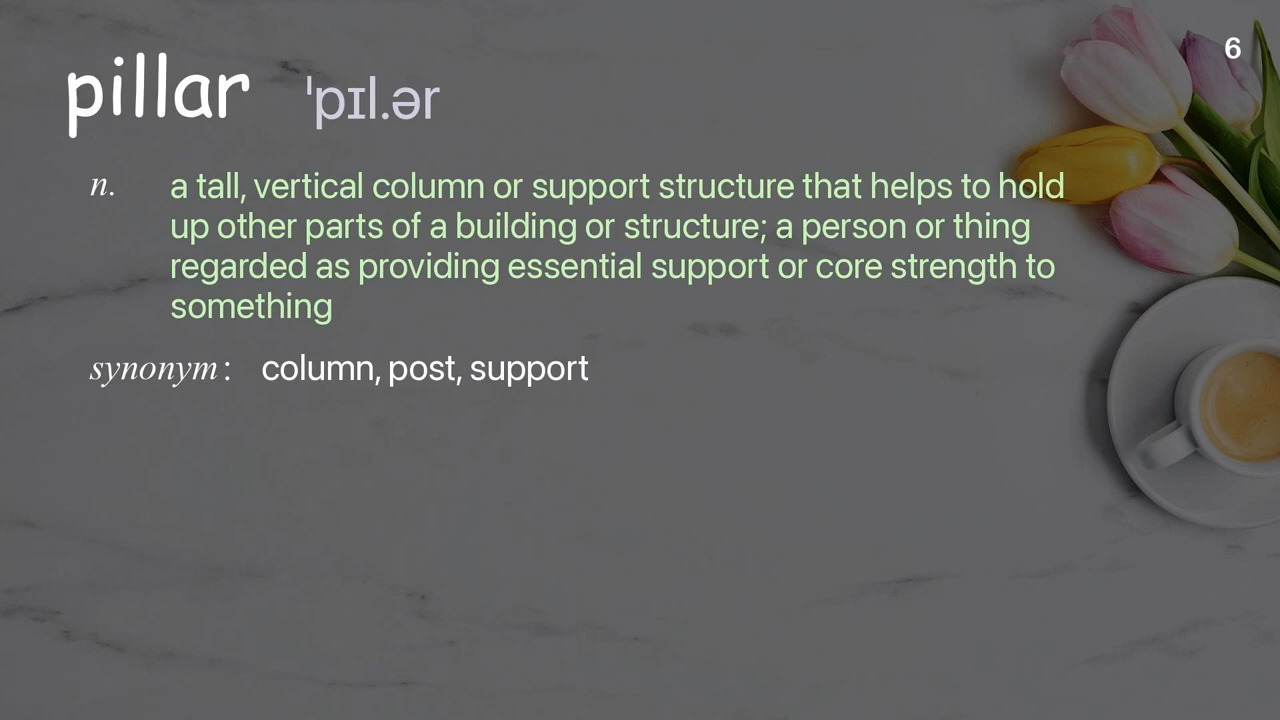 6
pillar ˈpɪl.ər
n. a tall, vertical column or support structure that helps to hold
up other parts of a building or structure; a person or thing
regarded as providing essential support or core strength to
something
synonym: column, post, support